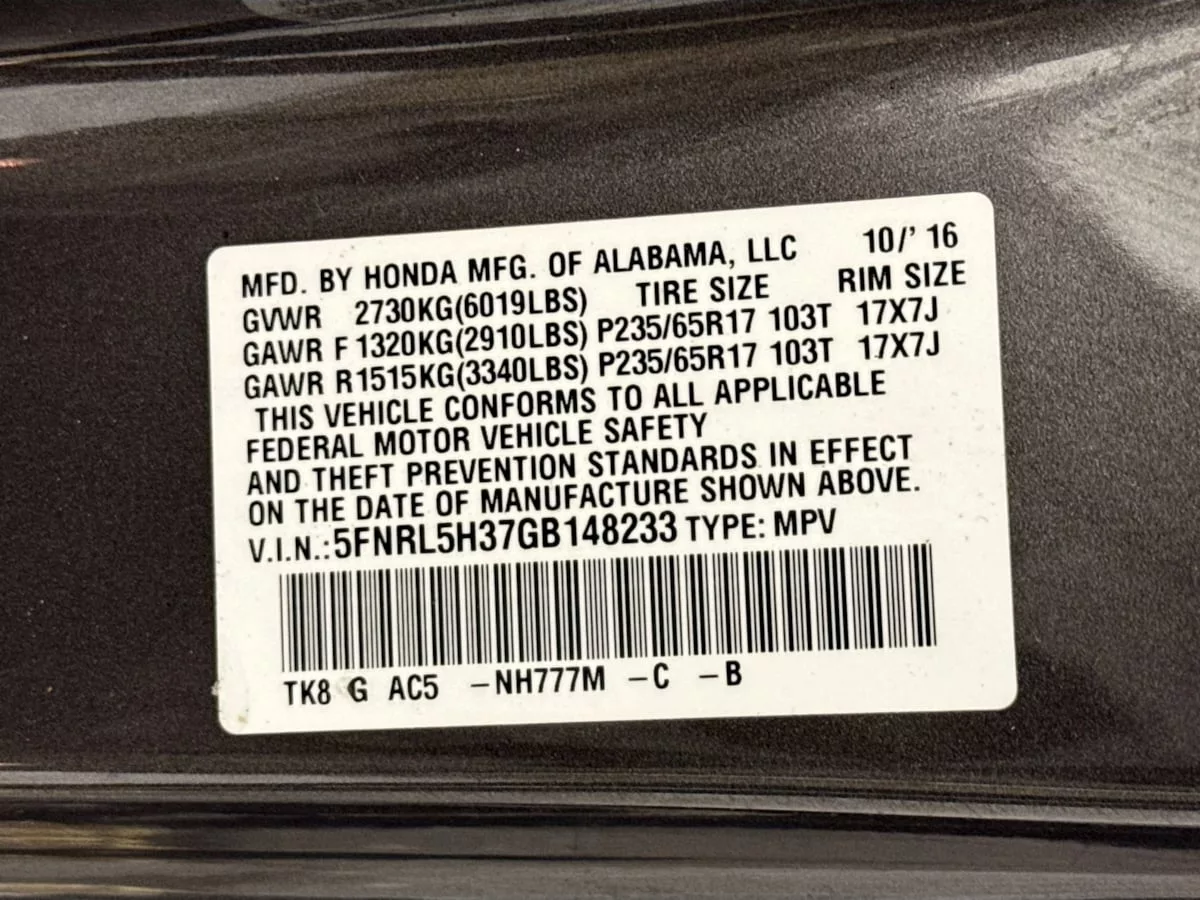 MFD. BY HONDA MFG. OF ALABAMA, LLC 10/' 16
GVWR 2730KG(6019LBS) TIRE SIZE RIM SIZE
GAWR F 1320KG(2910LBS) P235/65R17 103T 17X7J
GAWR R1515KG(3340LBS) P235/65R17 103T 17X7J
THIS VEHICLE CONFORMS TO ALL APPLICABLE
FEDERAL MOTOR VEHICLE SAFETY
AND THEFT PREVENTION STANDARDS IN EFFECT
ON THE DATE OF MANUFACTURE SHOWN ABOVE.
V.I.N.:5FNRL5H37GB148233 TYPE: MPV
TK8 G AC5 –NH777M –C –B